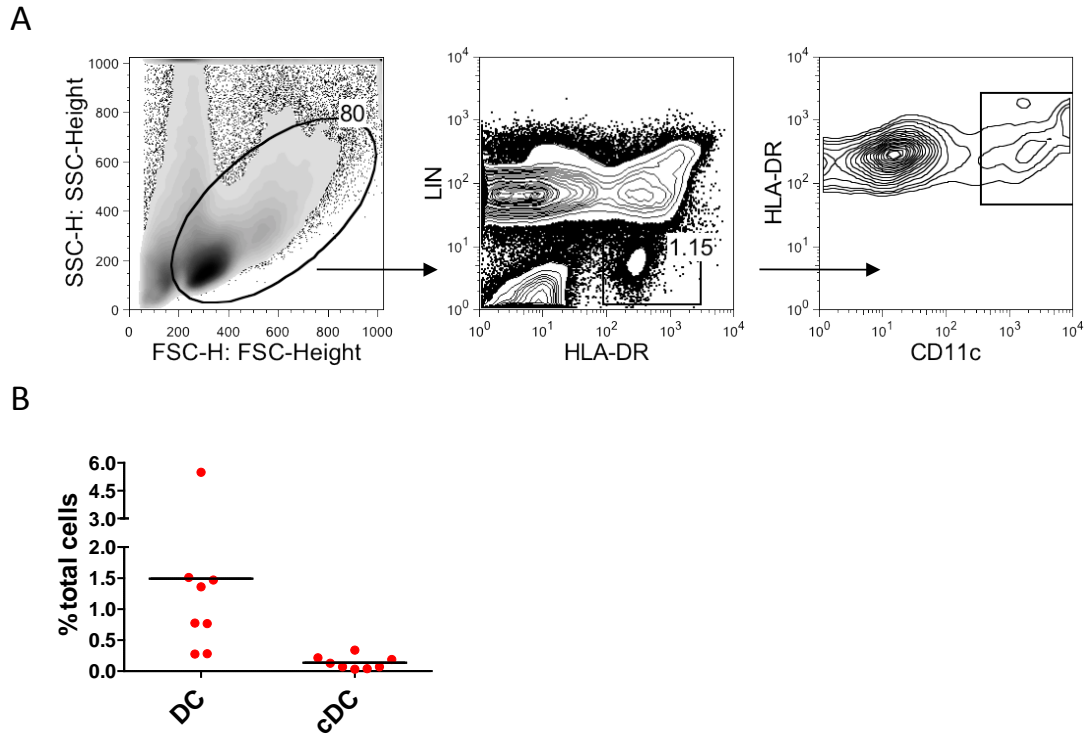 A
SSC-H: SSC-Height
1000
800
600
400
200
0
80
0 200 400 600 800 1000
FSC-H: FSC-Height
LIN
10^4
10^3
10^2
10^1
10^0
1.15
10^0 10^1 10^2 10^3 10^4
HLA-DR
HLA-DR
10^4
10^3
10^2
10^1
10^0
10^0 10^1 10^2 10^3 10^4
CD11c
B
%total cells
6.0
4.5
3.0
2.0
1.5
1.0
0.5
0.0
DC cDC